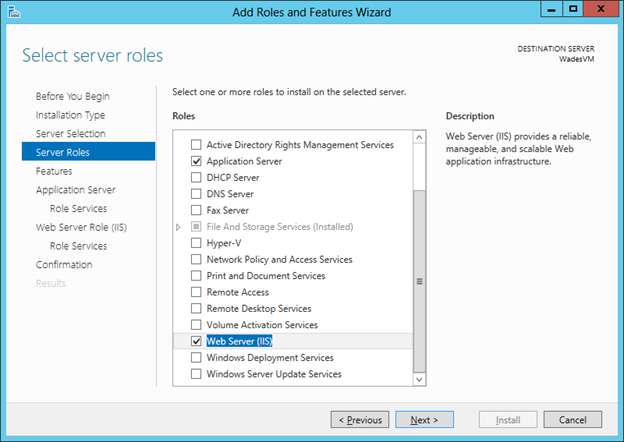 Add Roles and Features Wizard
Select server roles
DESTINATION SERVER
WadesVM
Before You Begin
Installation Type
Server Selection
Server Roles
Features
Application Server
Role Services
Web Server Role (IIS)
Role Services
Confirmation
Results
Select one or more roles to install on the selected server.
Roles
Active Directory Rights Management Services
Application Server
DHCP Server
DNS Server
Fax Server
File And Storage Services (Installed)
Hyper-V
Network Policy and Access Services
Print and Document Services
Remote Access
Remote Desktop Services
Volume Activation Services
Web Server (IIS)
Windows Deployment Services
Windows Server Update Services
Description
Web Server (IIS) provides a reliable,
manageable, and scalable Web
application infrastructure.
< Previous
Next >
Install
Cancel